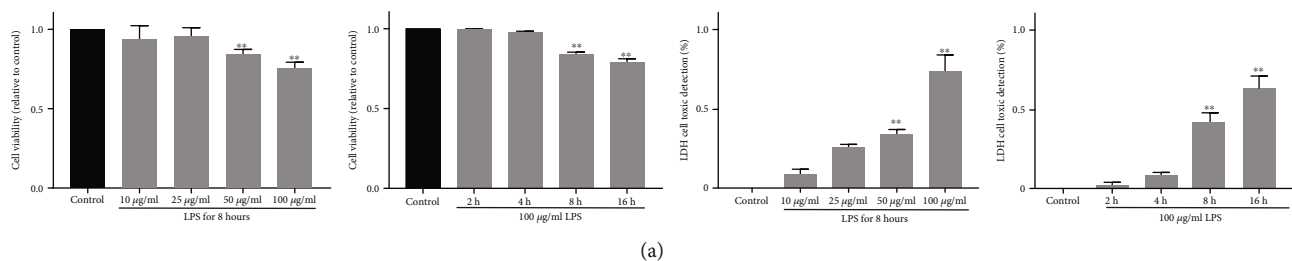 Cell viability (relative to control)
1.0
0.5
0.0
**
**
Control
10 μg/ml
25 μg/ml
50 μg/ml
100 μg/ml
LPS for 8 hours
Cell viability (relative to control)
1.0
0.5
0.0
**
**
Control
2 h
4 h
8 h
16 h
100 μg/ml LPS
LDH cell toxic detection (%)
1.0
0.5
0
**
**
Control
10 μg/ml
25 μg/ml
50 μg/ml
100 μg/ml
LPS for 8 hours
LDH cell toxic detection (%)
1.0
0.5
0
**
**
Control
2 h
4 h
8 h
16 h
100 μg/ml LPS
(a)